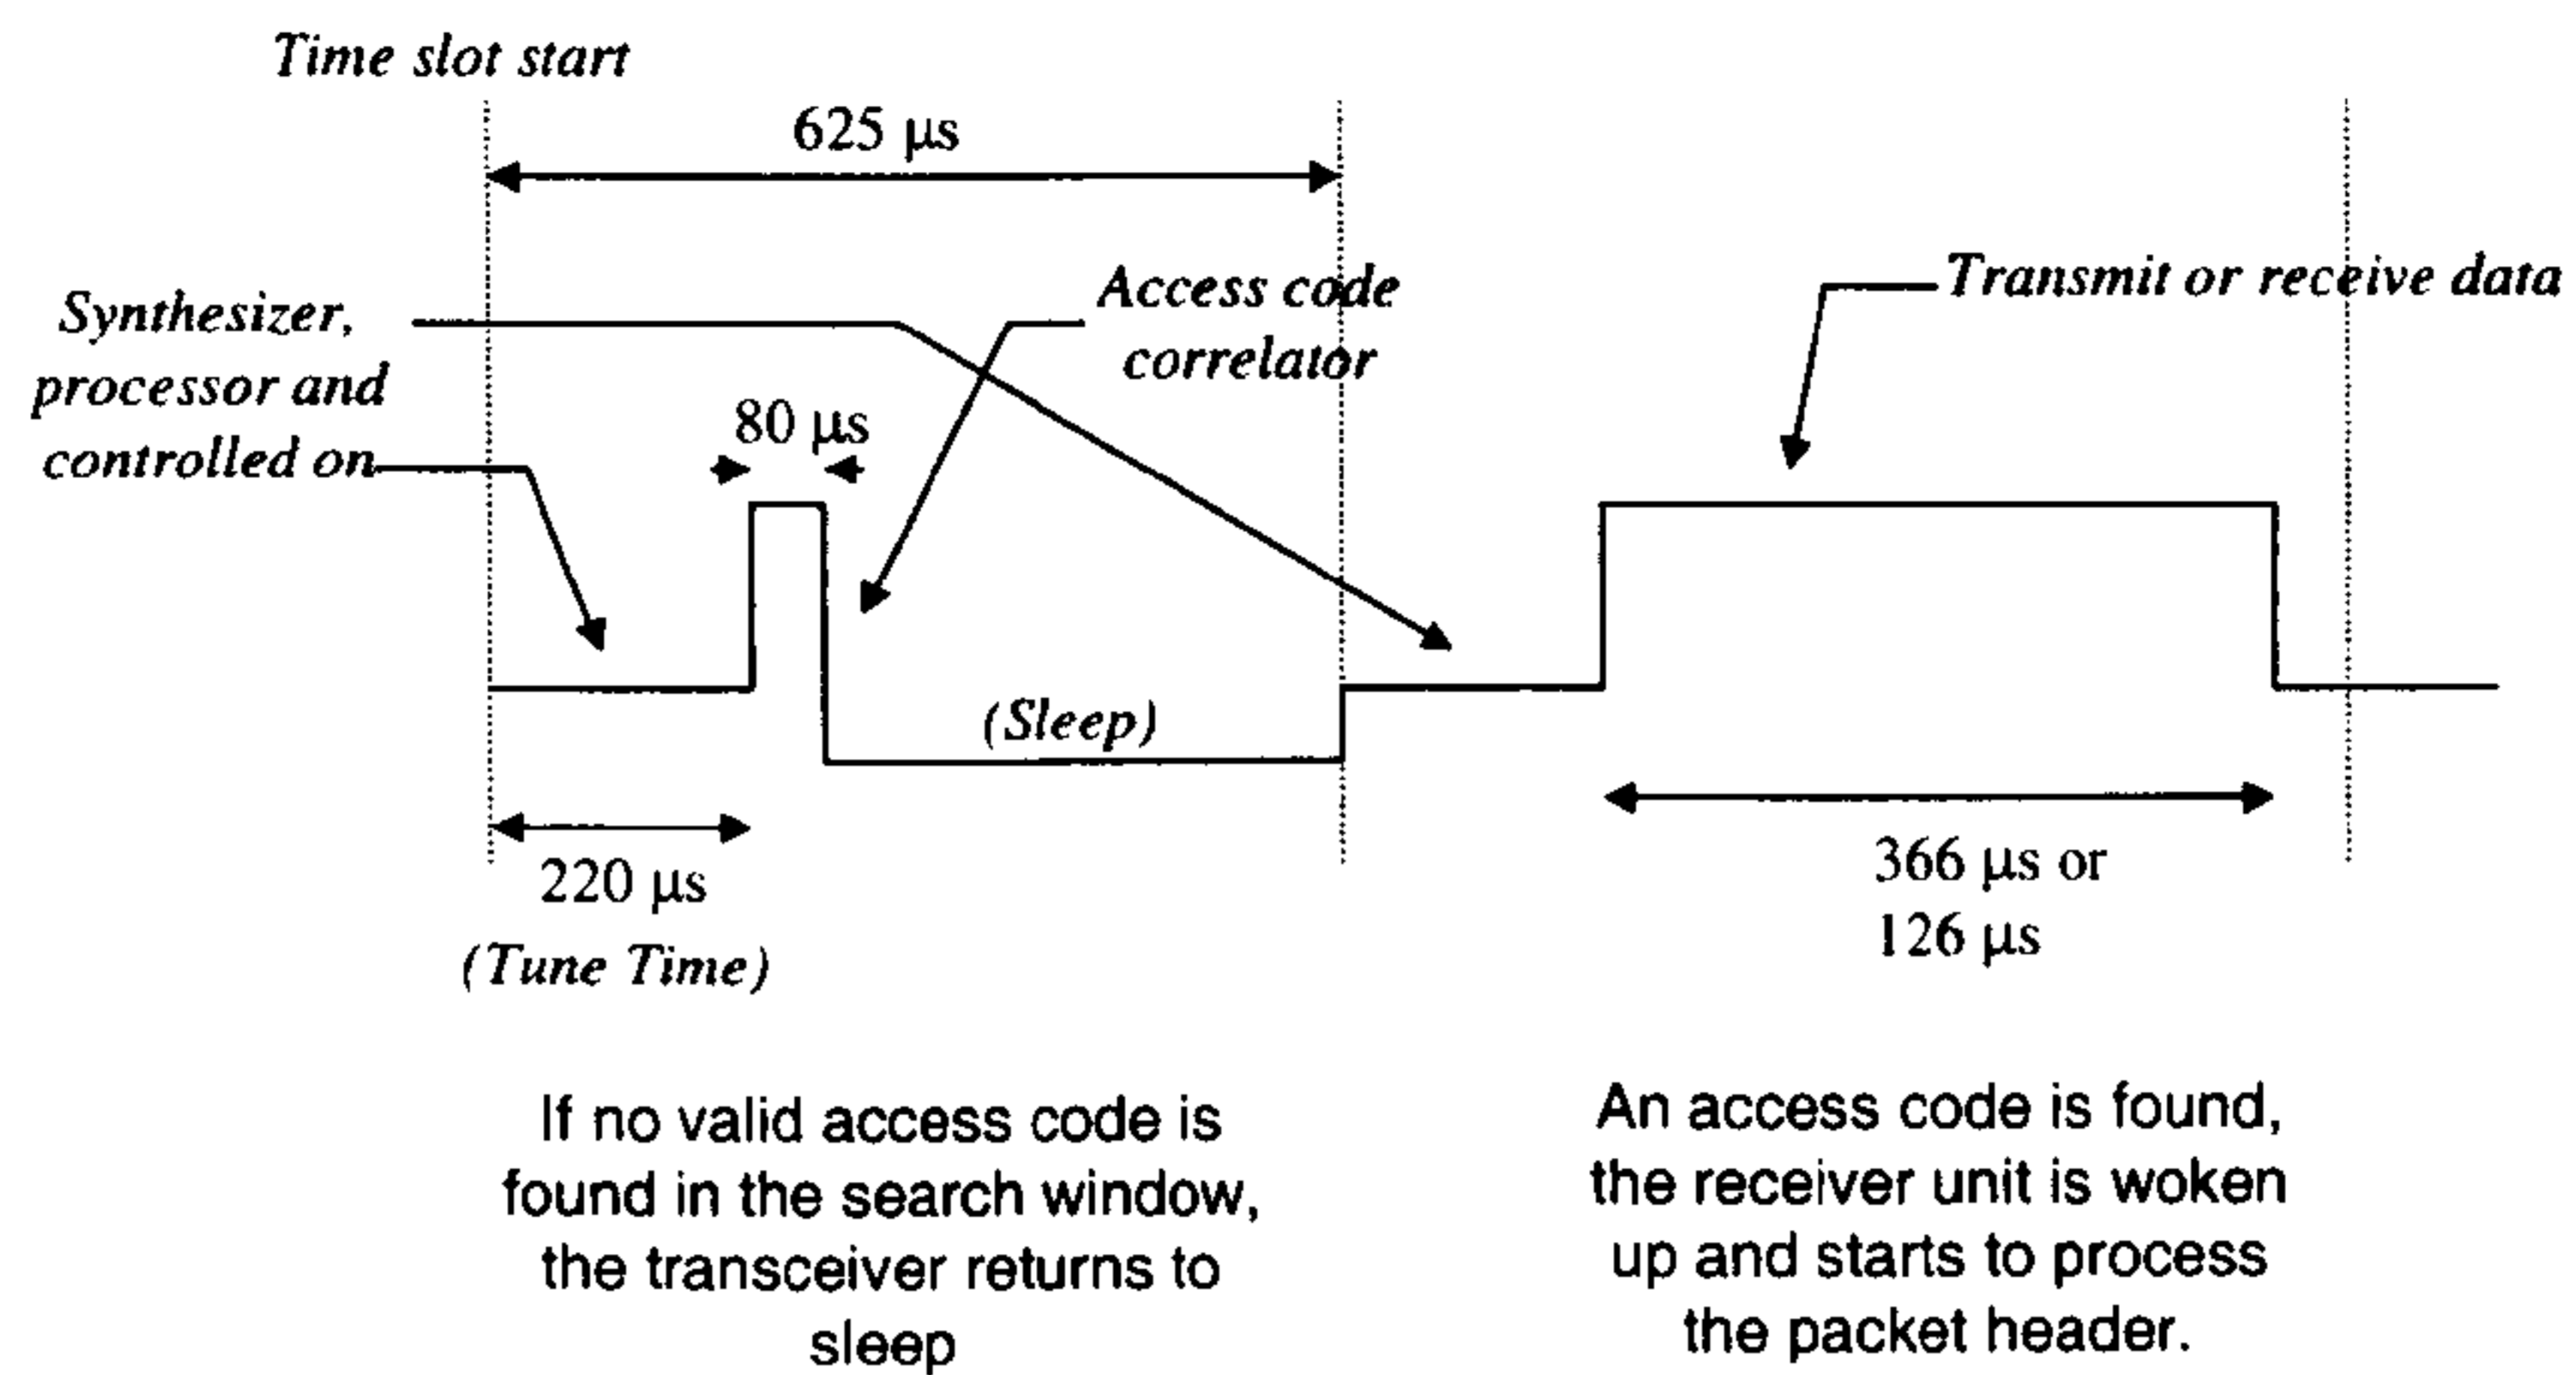 Time slot start
625 µs
Synthesizer,
processor and
controlled on
Access code
correlator
Transmit or receive data
80 µs
(Sleep)
220 µs
(Tune Time)
366 µs or
126 µs
If no valid access code is
found in the search window,
the transceiver returns to
sleep
An access code is found,
the receiver unit is woken
up and starts to process
the packet header.